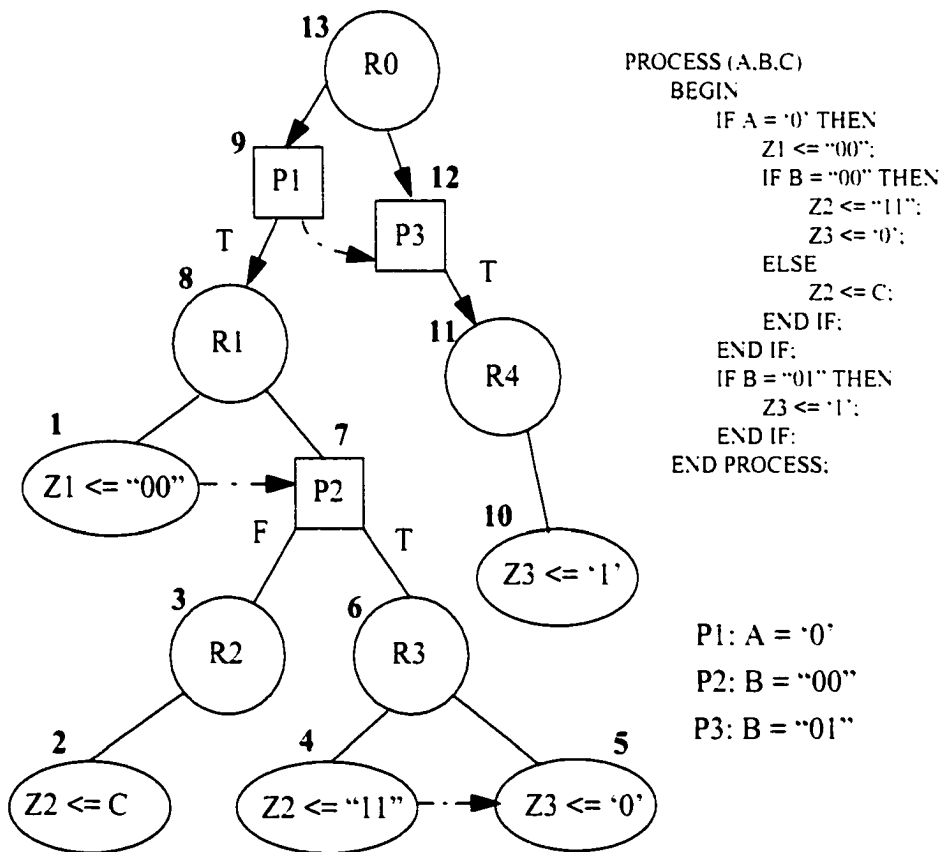 13
R0
PROCESS (A,B,C)
BEGIN
IF A = '0' THEN
Z1 <= "00";
IF B = "00" THEN
Z2 <= "11";
Z3 <= '0';
ELSE
Z2 <= C;
END IF;
END IF;
IF B = "01" THEN
Z3 <= '1';
END IF:
END PROCESS;
9
P1
12
P3
T
T
8
R1
11
R4
1
Z1 <= "00"
7
P2
F
T
10
Z3 <= '1'
3
R2
6
R3
P1: A = '0'
P2: B = "00"
P3: B = "01"
2
Z2 <= C
4
Z2 <= "11"
5
Z3 <= '0'